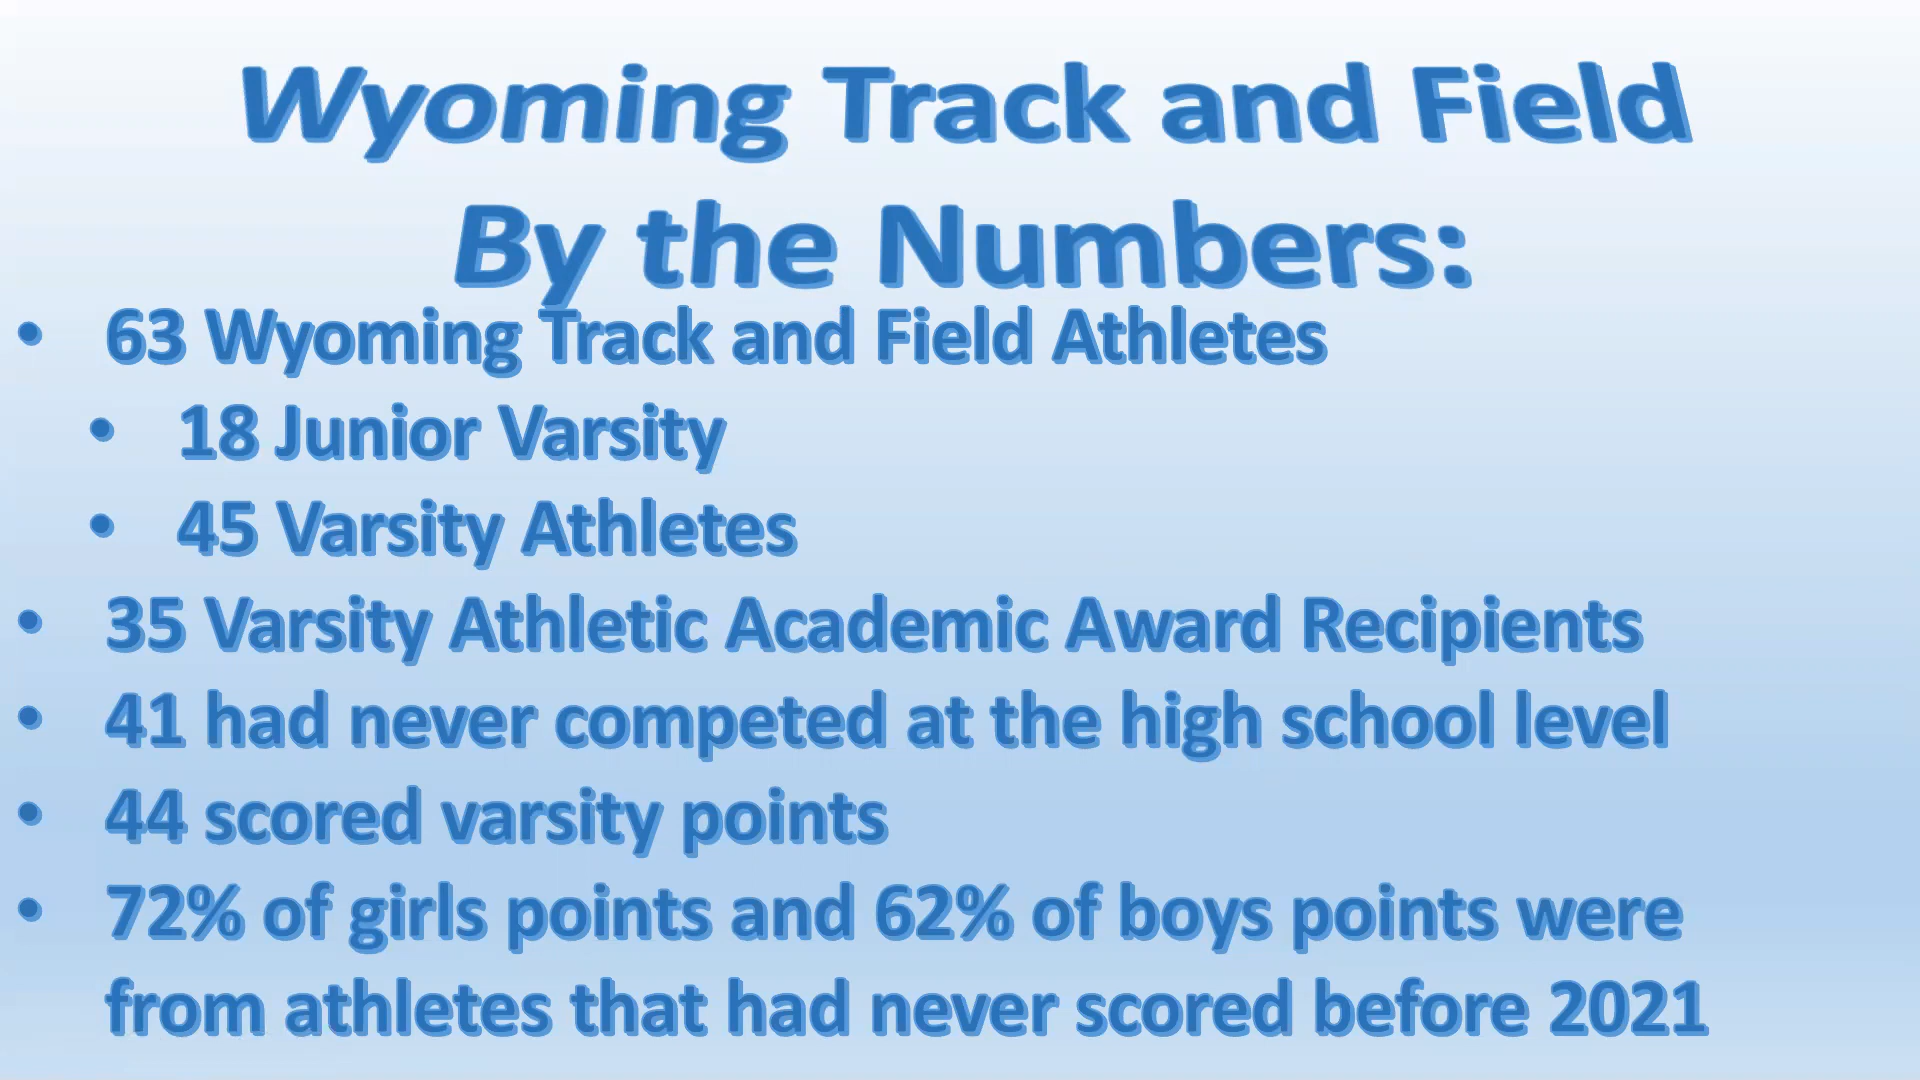 Wyoming Track and Field
By the Numbers:
• 63 Wyoming Track and Field Athletes
• 18 Junior Varsity
• 45 Varsity Athletes
• 35 Varsity Athletic Academic Award Recipients
• 41 had never competed at the high school level
• 44 scored varsity points
• 72% of girls points and 62% of boys points were
from athletes that had never scored before 2021